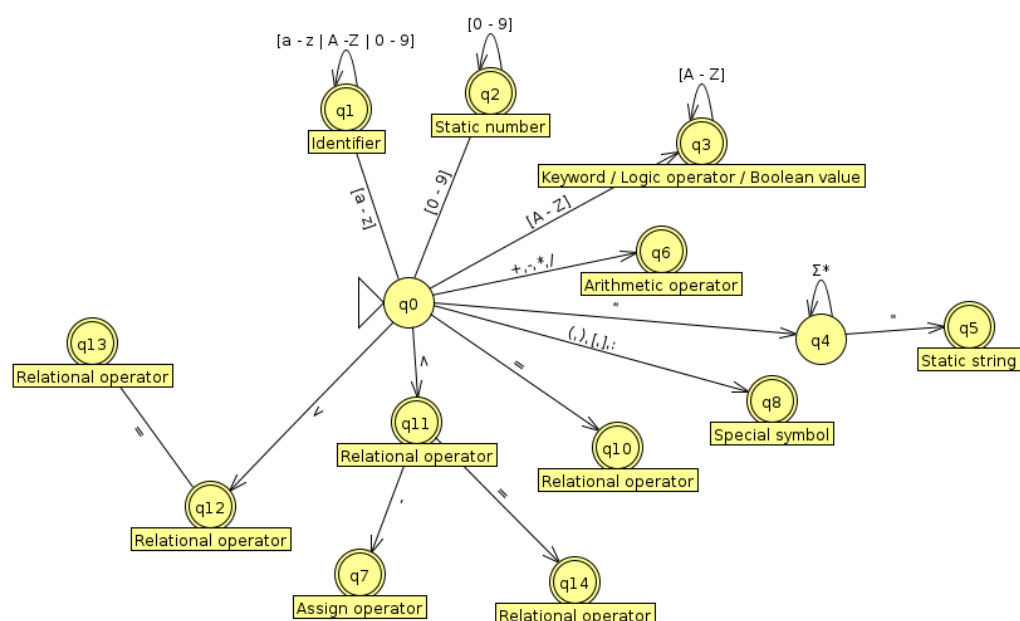 [a - z | A -Z | 0 - 9]
[0 - 9]
[A - Z]
q1
Identifier
q2
Static number
q3
Keyword / Logic operator / Boolean value
[a - z]
[0 - 9]
[A - Z]
q6
Arithmetic operator
+,-,*,/
Σ*
q0
"
q4
"
q5
Static string
(,),[,],:
q8
Special symbol
q13
Relational operator
=
>
<
=
q11
Relational operator
q10
Relational operator
q12
Relational operator
-
=
q7
Assign operator
q14
Relational operator